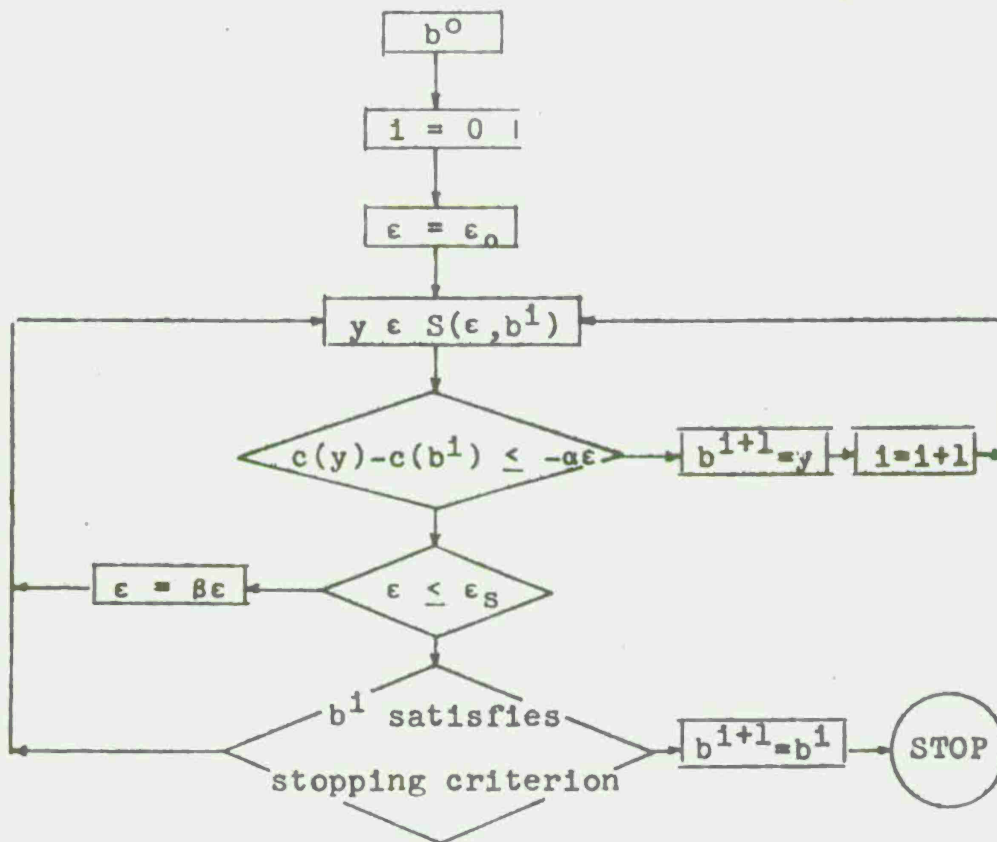 b⁰
i = 0
ε = ε₀
y ε S(ε,bⁱ)
c(y)-c(bⁱ) ≤ -αε
bⁱ⁺¹=y
i=i+1
ε = βε
ε ≤ εₛ
bⁱ satisfies
stopping criterion
bⁱ⁺¹=bⁱ
STOP